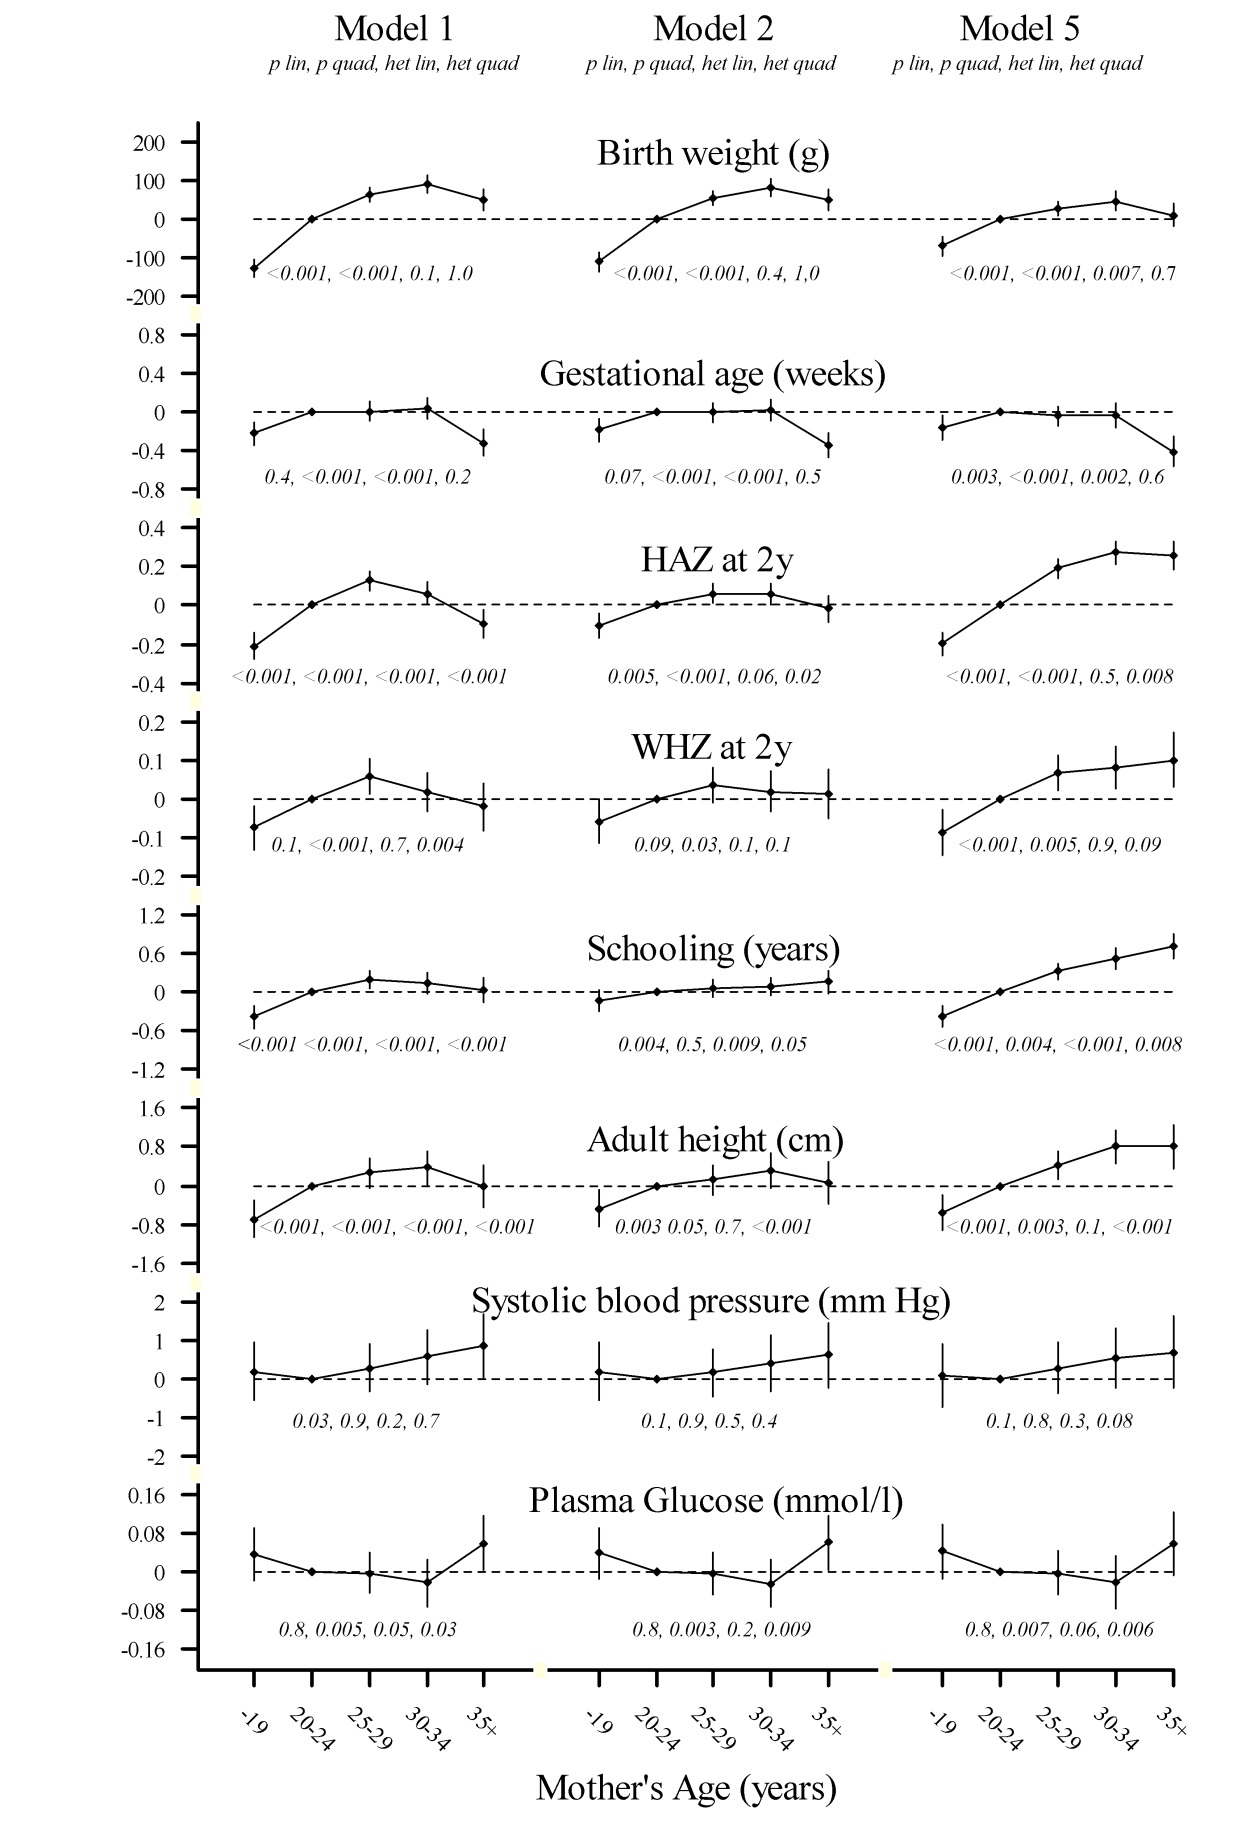 Model 1 Model 2 Model 5
p lin, p quad, het lin, het quad p lin, p quad, het lin, het quad p lin, p quad, het lin, het quad
Birth weight (g)
200
100
0
-100
-200
<0.001, <0.001, 0.1, 1.0 <0.001, <0.001, 0.4, 1,0 <0.001, <0.001, 0.007, 0.7
Gestational age (weeks)
0.8
0.4
0
-0.4
-0.8
0.4, <0.001, <0.001, 0.2 0.07, <0.001, <0.001, 0.5 0.003, <0.001, 0.002, 0.6
HAZ at 2y
0.4
0.2
0
-0.2
-0.4
<0.001, <0.001, <0.001, <0.001 0.005, <0.001, 0.06, 0.02 <0.001, <0.001, 0.5, 0.008
WHZ at 2y
0.2
0.1
0
-0.1
-0.2
0.1, <0.001, 0.7, 0.004 0.09, 0.03, 0.1, 0.1 <0.001, 0.005, 0.9, 0.09
Schooling (years)
1.2
0.6
0
-0.6
-1.2
<0.001 <0.001, <0.001, <0.001 0.004, 0.5, 0.009, 0.05 <0.001, 0.004, <0.001, 0.008
Adult height (cm)
1.6
0.8
0
-0.8
-1.6
<0.001, <0.001, <0.001, <0.001 0.003 0.05, 0.7, <0.001 <0.001, 0.003, 0.1, <0.001
Systolic blood pressure (mm Hg)
2
1
0
-1
-2
0.03, 0.9, 0.2, 0.7 0.1, 0.9, 0.5, 0.4 0.1, 0.8, 0.3, 0.08
Plasma Glucose (mmol/l)
0.16
0.08
0
-0.08
-0.16
0.8, 0.005, 0.05, 0.03 0.8, 0.003, 0.2, 0.009 0.8, 0.007, 0.06, 0.006
-19 20-24 25-29 30-34 35+ -19 20-24 25-29 30-34 35+ -19 20-24 25-29 30-34 35+
Mother's Age (years)